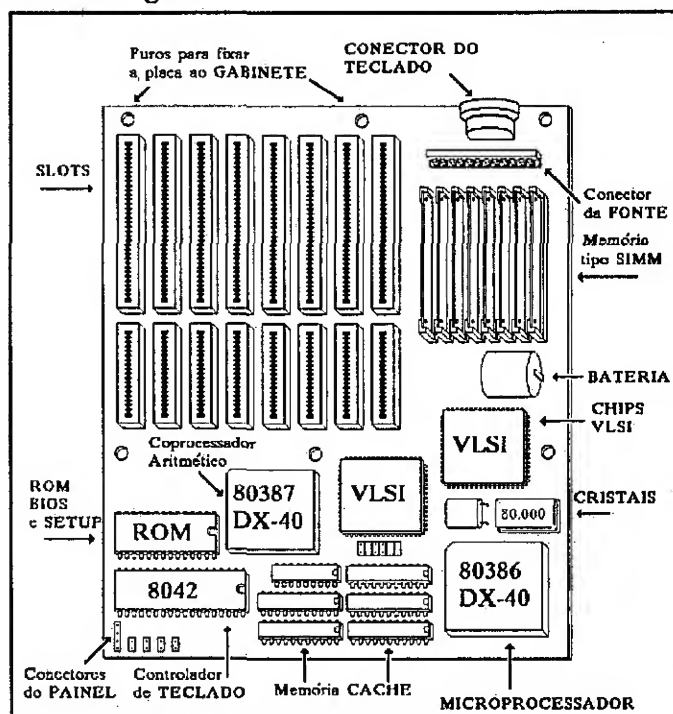 Furos para fixar
a placa ao GABINETE
CONECTOR DO
TECLADO
SLOTS
Conector
da FONTE
Memória
tipo SIMM
BATERIA
CHIPS
VLSI
VLSI
Coprocessador
Aritmético
80387
DX-40
VLSI
ROM
BIOS
e SETUP
ROM
CRISTAIS
80.000
8042
80386
DX-40
Conectores
do PAINEL
Controlador
de TECLADO
Memória CACHE
MICROPROCESSADOR